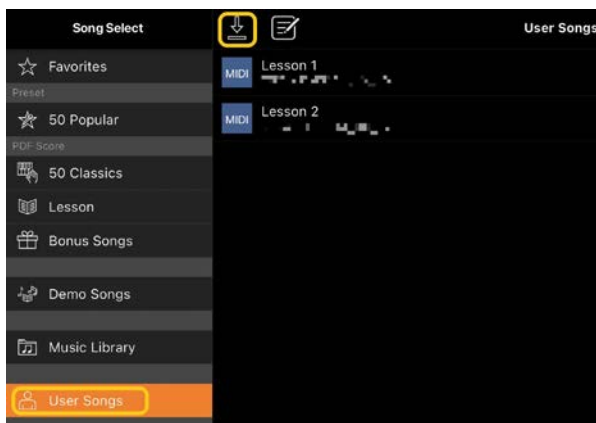 Song Select
Favorites
Preset
50 Popular
PDF Score
50 Classics
Lesson
Bonus Songs
Demo Songs
Music Library
User Songs
User Songs
MIDI
Lesson 1
MIDI
Lesson 2